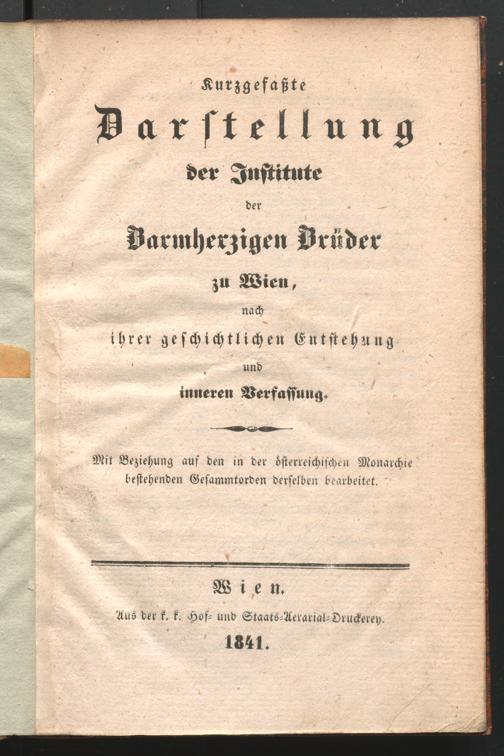 Kurzgefaßte
Darstellung
der Institute
der
Barmherzigen Brüder
zu Wien,
nach
ihrer geschichtlichen Entstehung
und
inneren Verfassung.
Mit Beziehung auf den in der österreichischen Monarchie
bestehenden Gesammtorden derselben bearbeitet.
Wien.
Aus der k. k. Hof- und Staats-Aerarial-Druckerey.
1841.